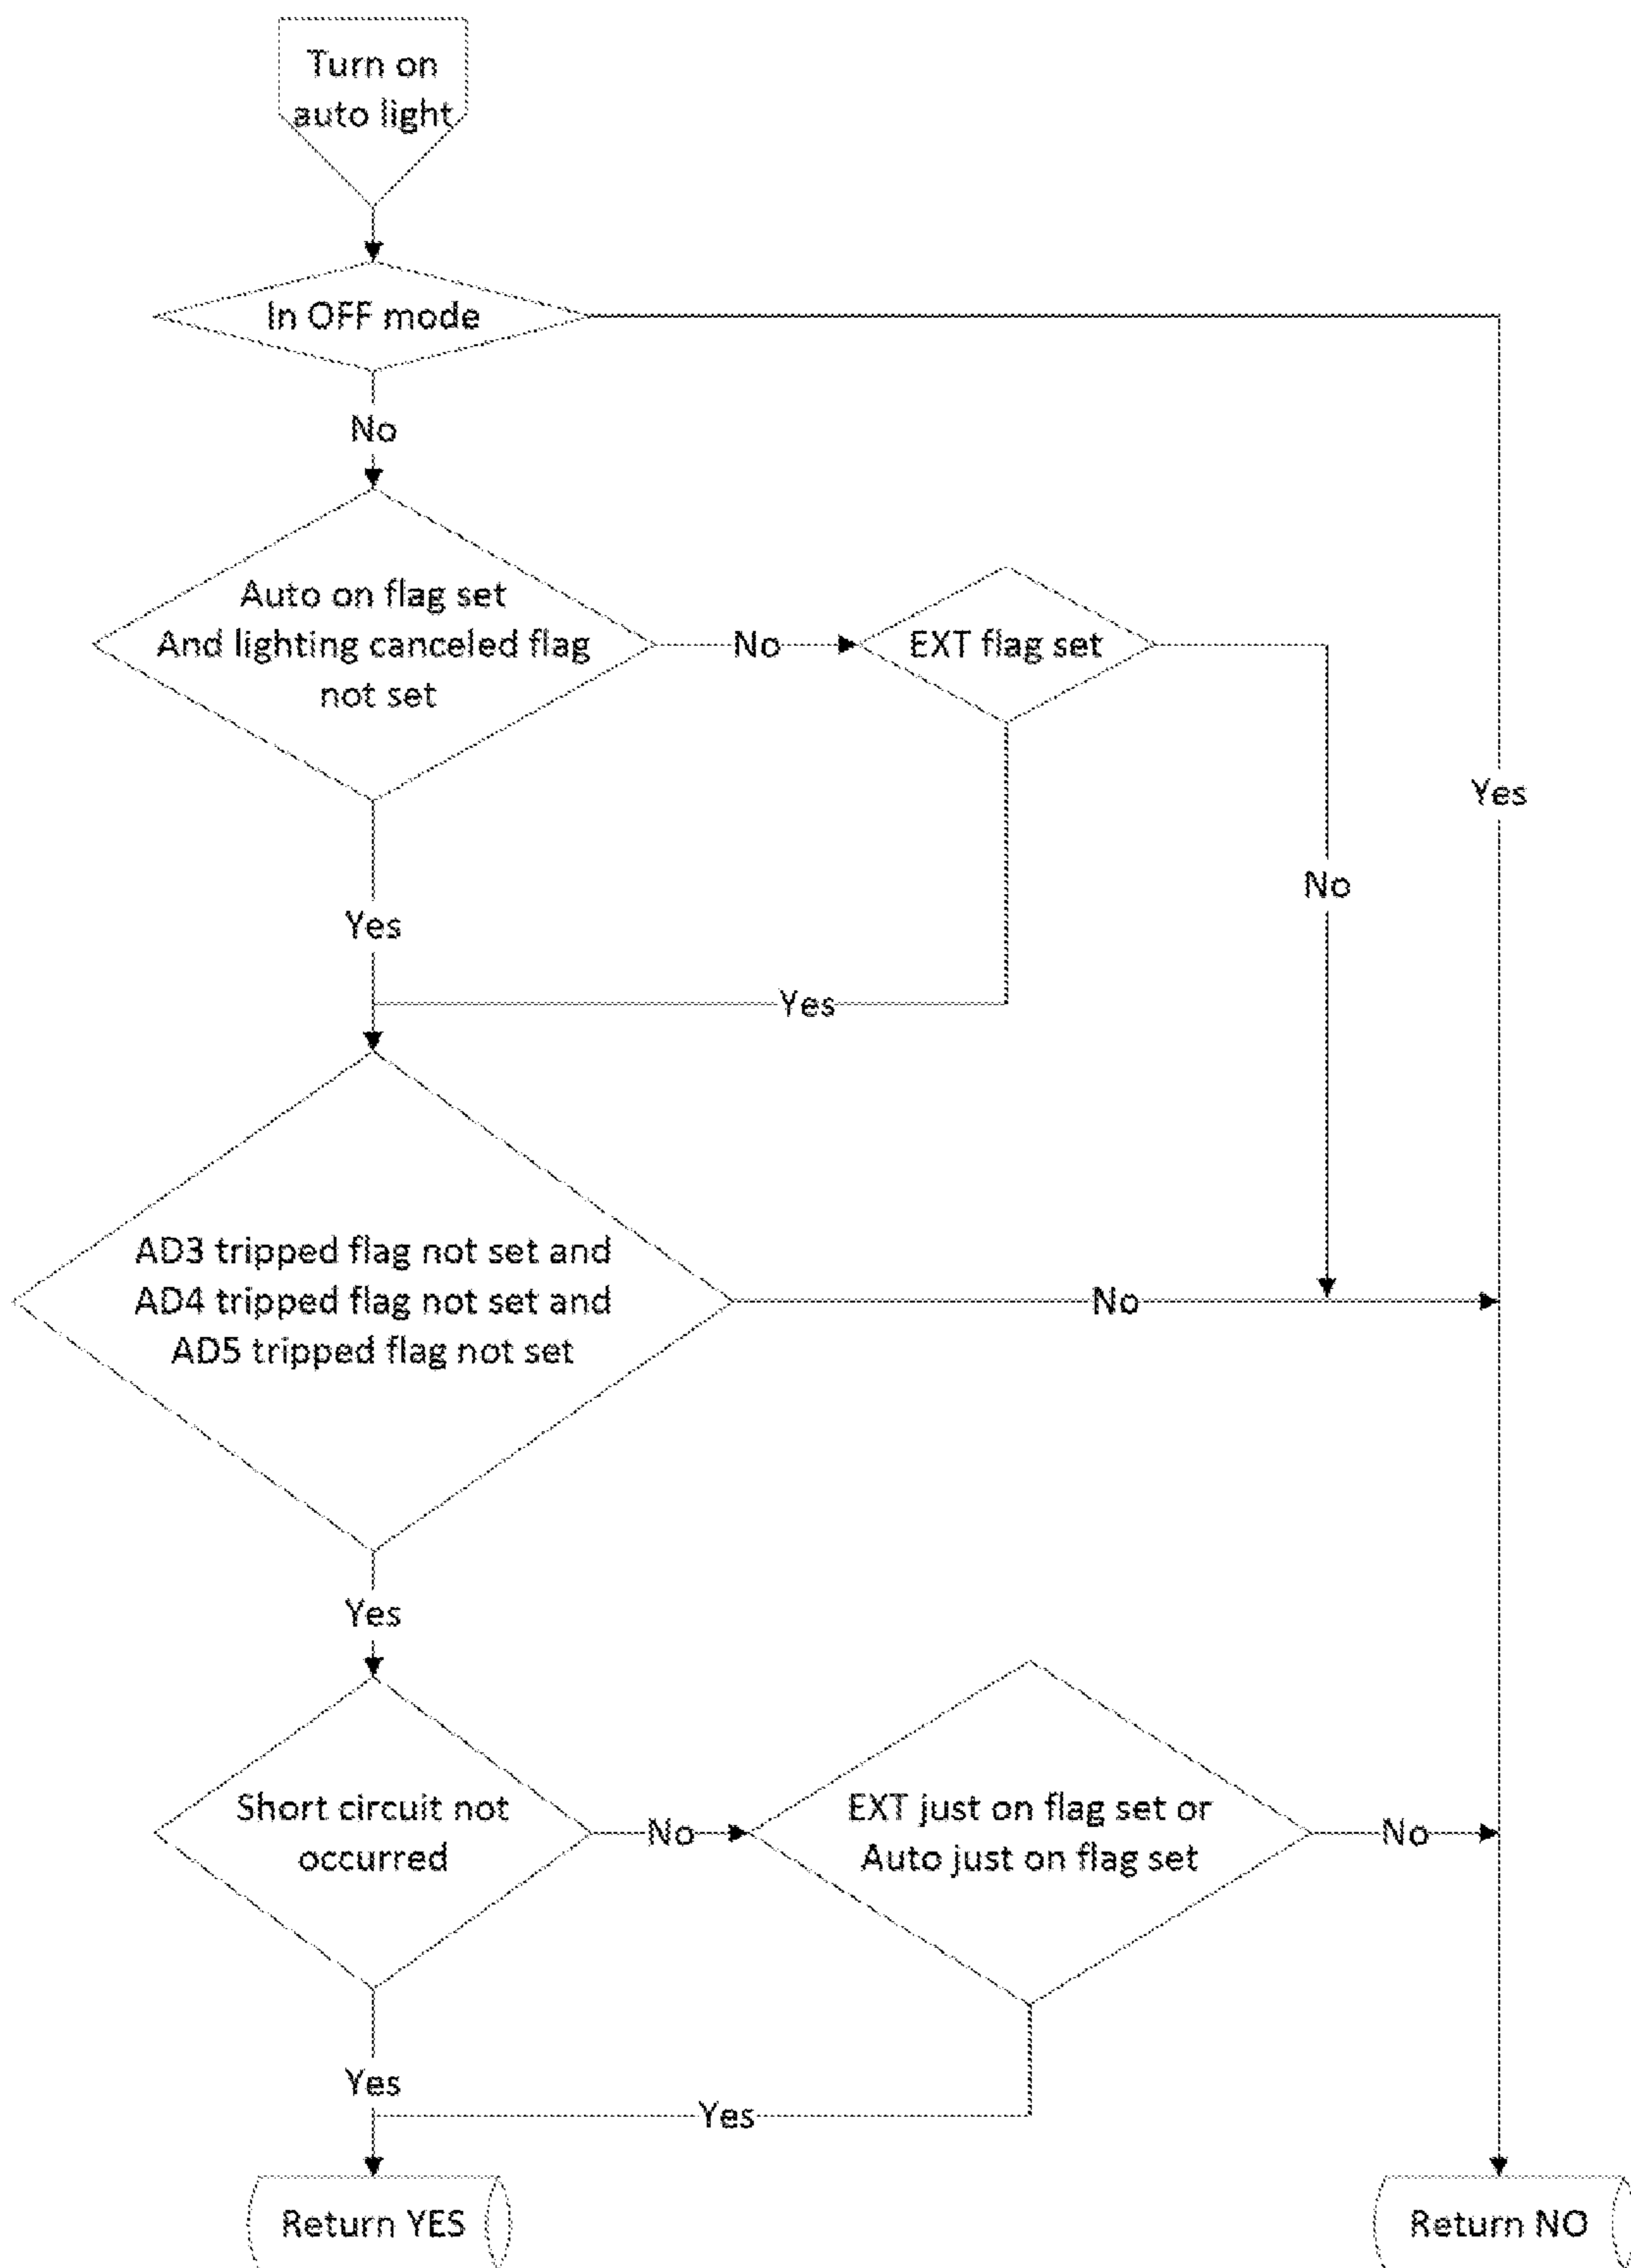 Turn on
auto light
In OFF mode
No
Auto on flag set
And lighting canceled flag
not set
No
EXT flag set
Yes
No
Yes
Yes
AD3 tripped flag not set and
AD4 tripped flag not set and
AD5 tripped flag not set
No
Yes
Short circuit not
occurred
No
EXT just on flag set or
Auto just on flag set
No
Yes
Yes
Return YES
Return NO